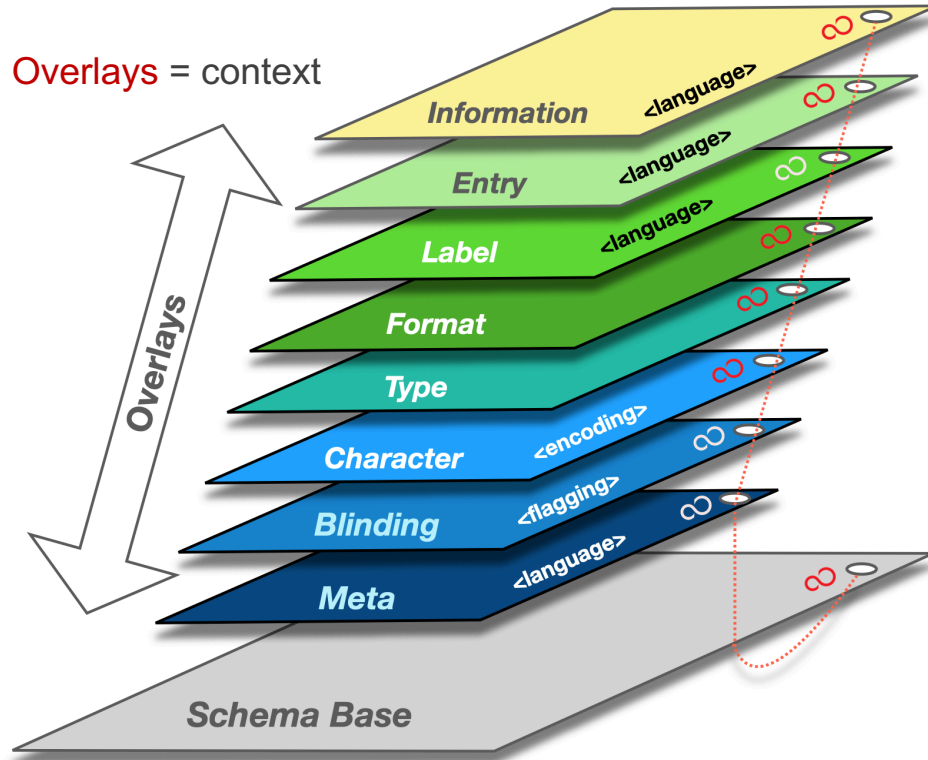 Overlays = context
Information <language>
Entry <language>
Label <language>
Format
Type
Character <encoding>
Blinding <flagging>
Meta <language>
Schema Base
Overlays